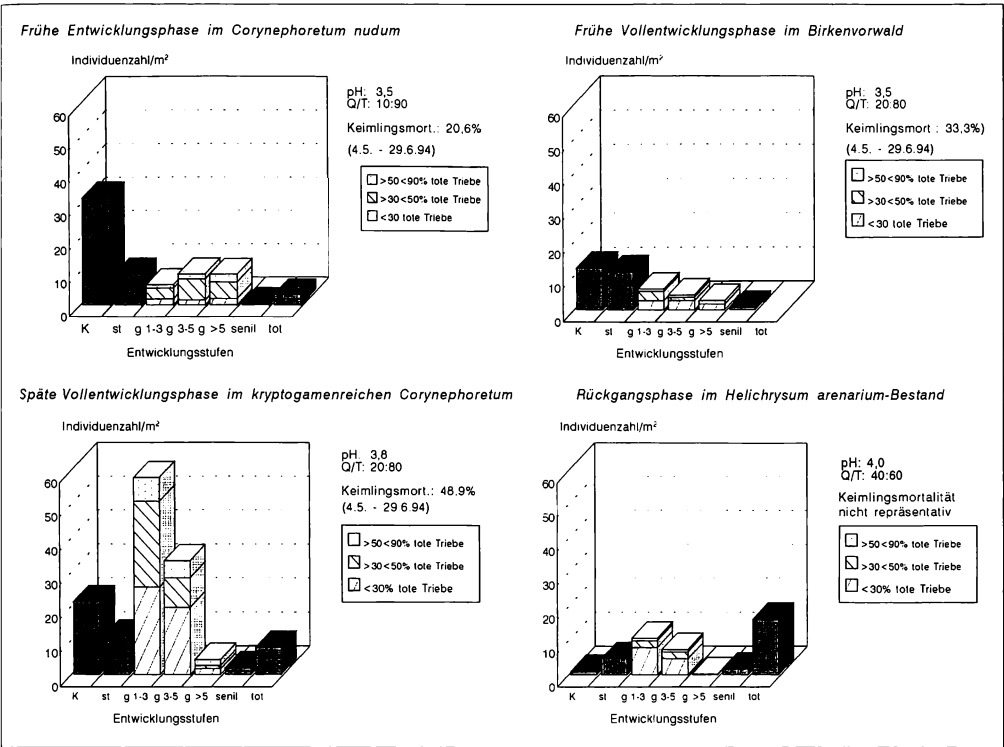 Frühe Entwicklungsphase im Corynephoretum nudum
Individuenzahl/m²
60
50
40
30
20
10
0
K st g 1-3 g 3-5 g >5 senil tot
Entwicklungsstufen
pH: 3,5
Q/T: 10:90
Keimlingsmort.: 20,6%
(4.5. - 29.6.94)
>50<90% tote Triebe
>30<50% tote Triebe
<30 tote Triebe
Frühe Vollentwicklungsphase im Birkenvorwald
Individuenzahl/m²
60
50
40
30
20
10
0
K st g 1-3 g 3-5 g >5 senil tot
Entwicklungsstufen
pH: 3,5
Q/T: 20:80
Keimlingsmort : 33,3%)
(4.5. - 29.6.94)
>50<90% tote Triebe
>30<50% tote Triebe
<30 tote Triebe
Späte Vollentwicklungsphase im kryptogamenreichen Corynephoretum
Individuenzahl/m²
60
50
40
30
20
10
0
K st g 1-3 g 3-5 g >5 senil tot
Entwicklungsstufen
pH: 3,8
Q/T: 20:80
Keimlingsmort.: 48.9%
(4.5. - 29 6.94)
>50<90% tote Triebe
>30<50% tote Triebe
<30% tote Triebe
Rückgangsphase im Helichrysum arenarium-Bestand
Individuenzahl/m²
60
50
40
30
20
10
0
K st g 1-3 g 3-5 g >5 senil tot
Entwicklungsstufen
pH: 4,0
Q/T: 40:60
Keimlingsmortalität
nicht repräsentativ
>50<90% tote Triebe
>30<50% tote Triebe
<30% tote Triebe